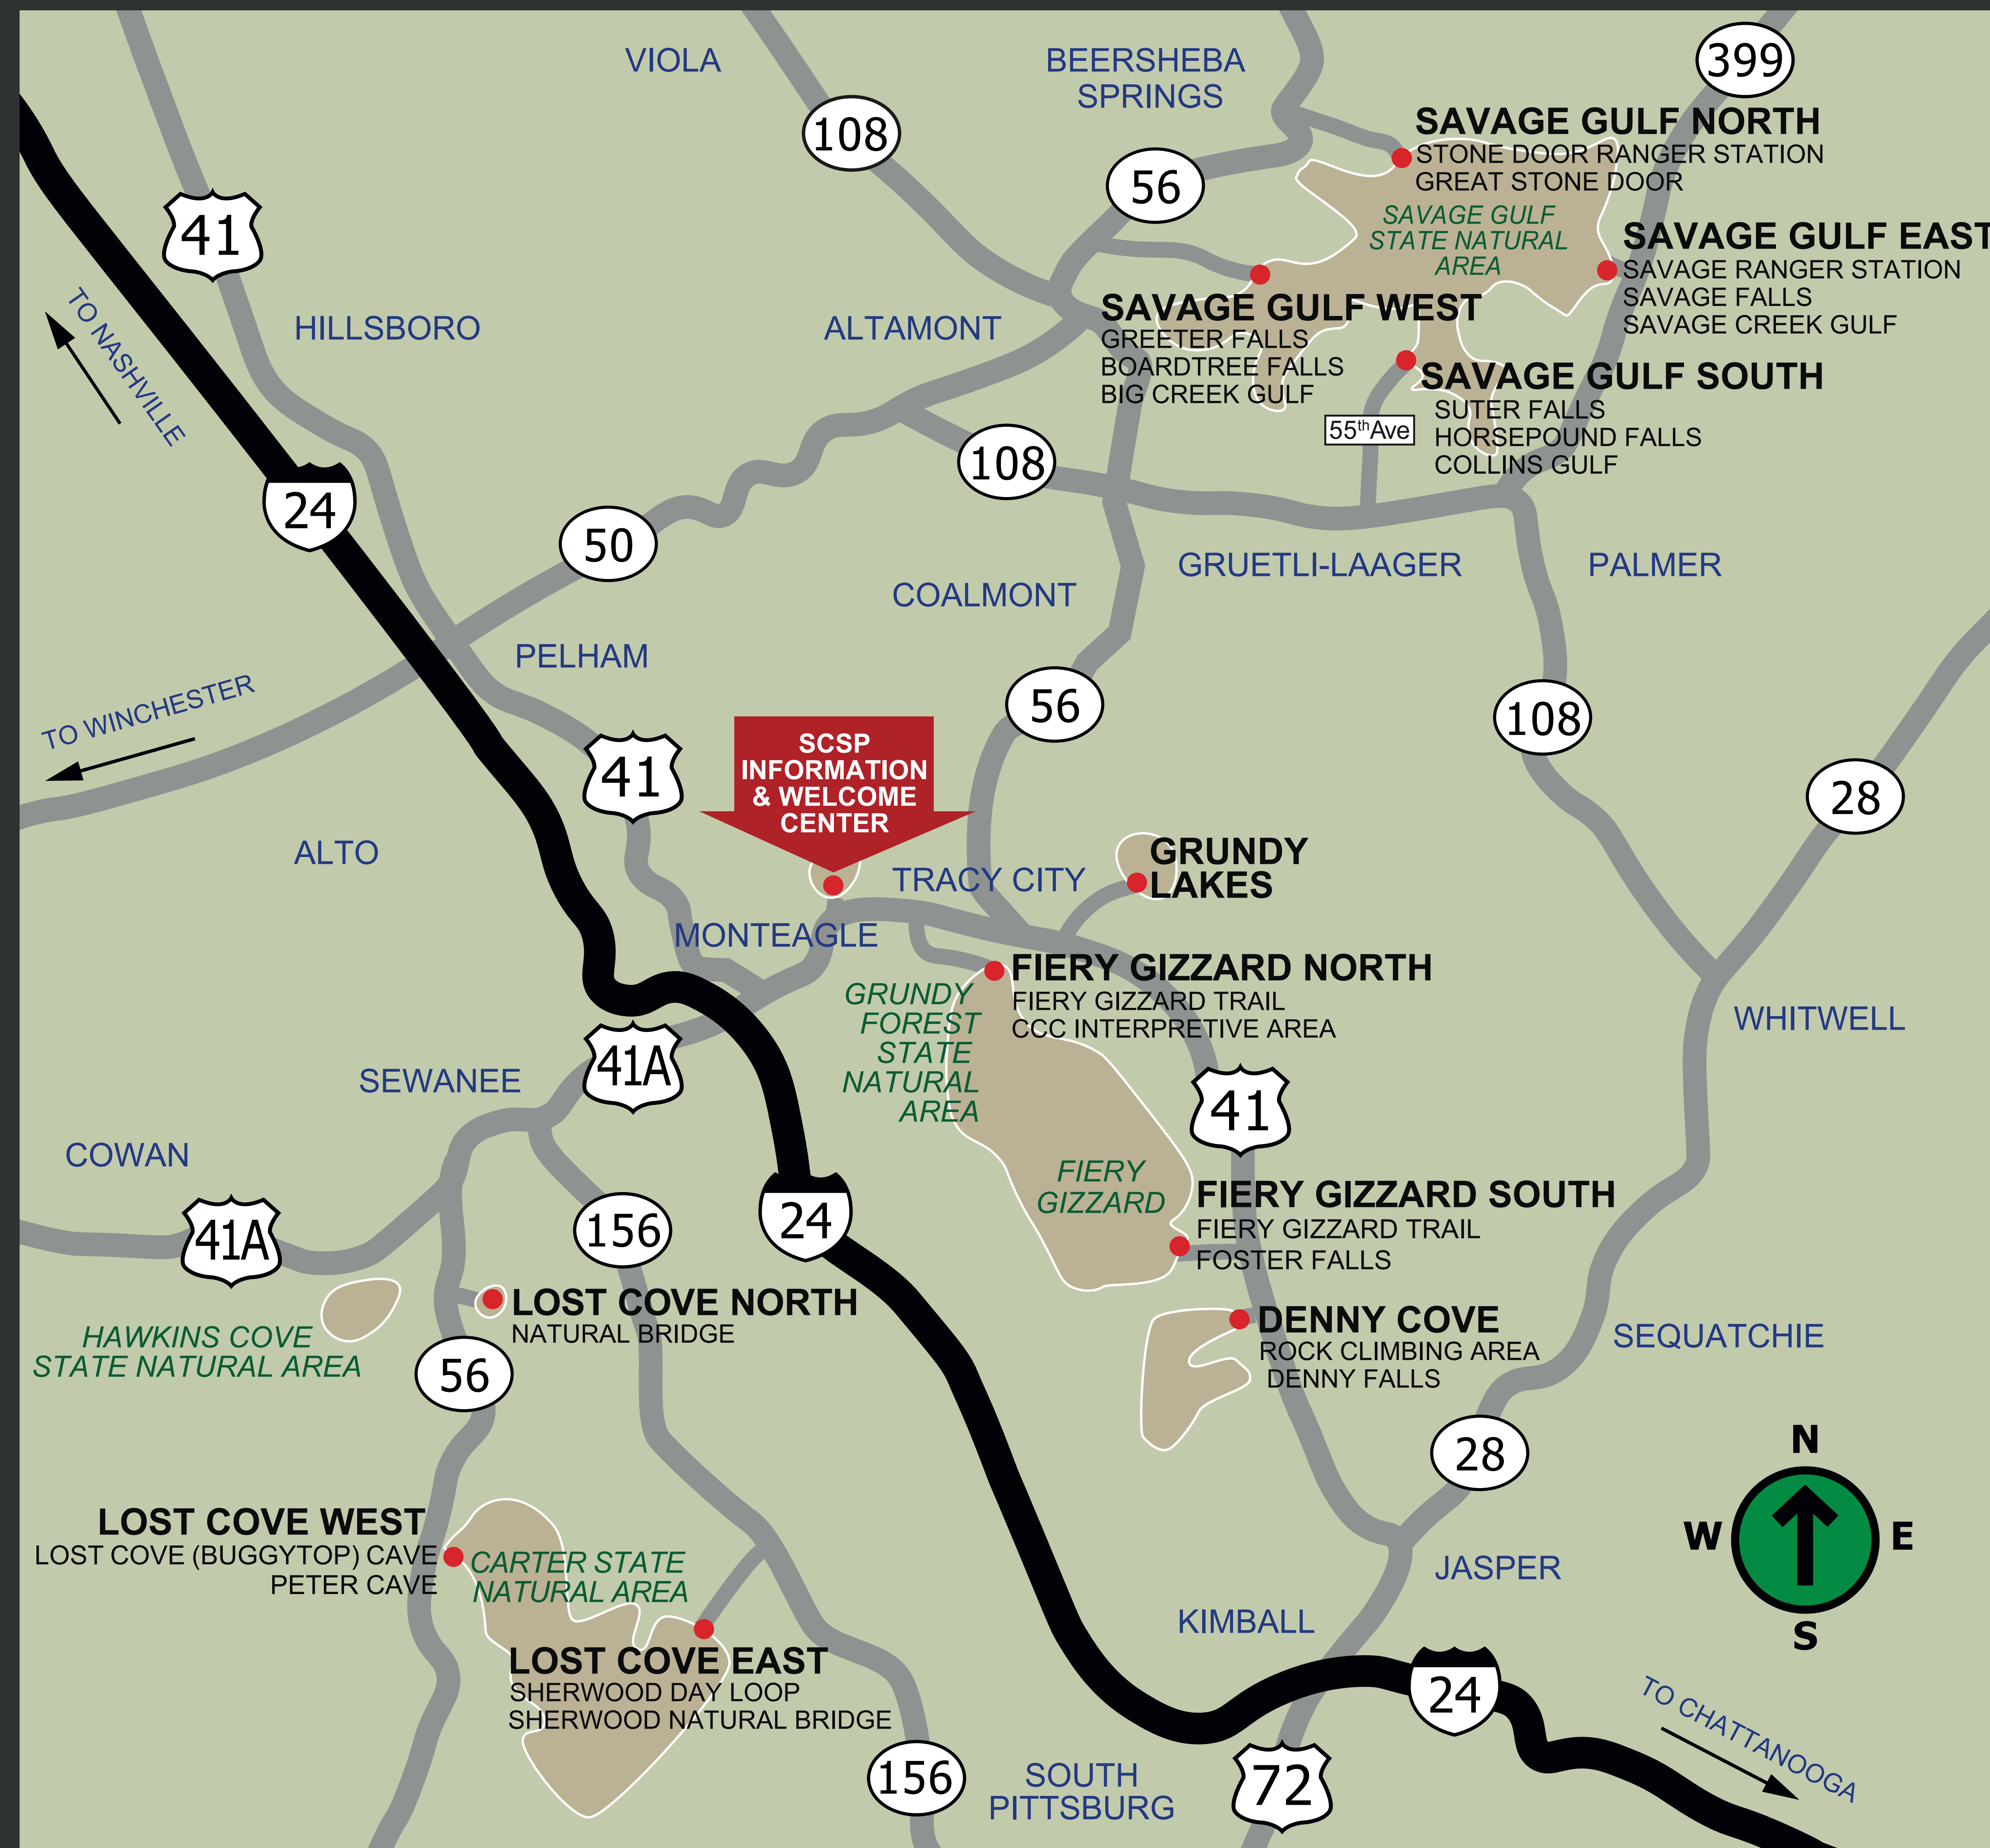 VIOLA
BEERSHEBA
SPRINGS
399
108
56
41
SAVAGE GULF NORTH
STONE DOOR RANGER STATION
GREAT STONE DOOR
SAVAGE GULF
STATE NATURAL
AREA
SAVAGE GULF EAST
SAVAGE RANGER STATION
SAVAGE FALLS
SAVAGE CREEK GULF
TO NASHVILLE
HILLSBORO
ALTAMONT
SAVAGE GULF WEST
GREETER FALLS
BOARDTREE FALLS
BIG CREEK GULF
SAVAGE GULF SOUTH
SUTER FALLS
HORSEPOUND FALLS
COLLINS GULF
55th Ave
108
24
50
COALMONT
GRUETLI-LAAGER
PALMER
PELHAM
TO WINCHESTER
56
108
28
41
SCSP
INFORMATION
& WELCOME
CENTER
ALTO
TRACY CITY
GRUNDY
LAKES
MONTEAGLE
FIERY GIZZARD NORTH
FIERY GIZZARD TRAIL
CCC INTERPRETIVE AREA
GRUNDY
FOREST
STATE
NATURAL
AREA
WHITWELL
41A
SEWANEE
41
COWAN
FIERY
GIZZARD
FIERY GIZZARD SOUTH
FIERY GIZZARD TRAIL
FOSTER FALLS
41A
156
24
LOST COVE NORTH
NATURAL BRIDGE
HAWKINS COVE
STATE NATURAL AREA
56
DENNY COVE
ROCK CLIMBING AREA
DENNY FALLS
SEQUATCHIE
28
N
W
E
S
LOST COVE WEST
LOST COVE (BUGGYTOP) CAVE
PETER CAVE
CARTER STATE
NATURAL AREA
JASPER
KIMBALL
LOST COVE EAST
SHERWOOD DAY LOOP
SHERWOOD NATURAL BRIDGE
24
TO CHATTANOOGA
156
SOUTH
PITTSBURG
72